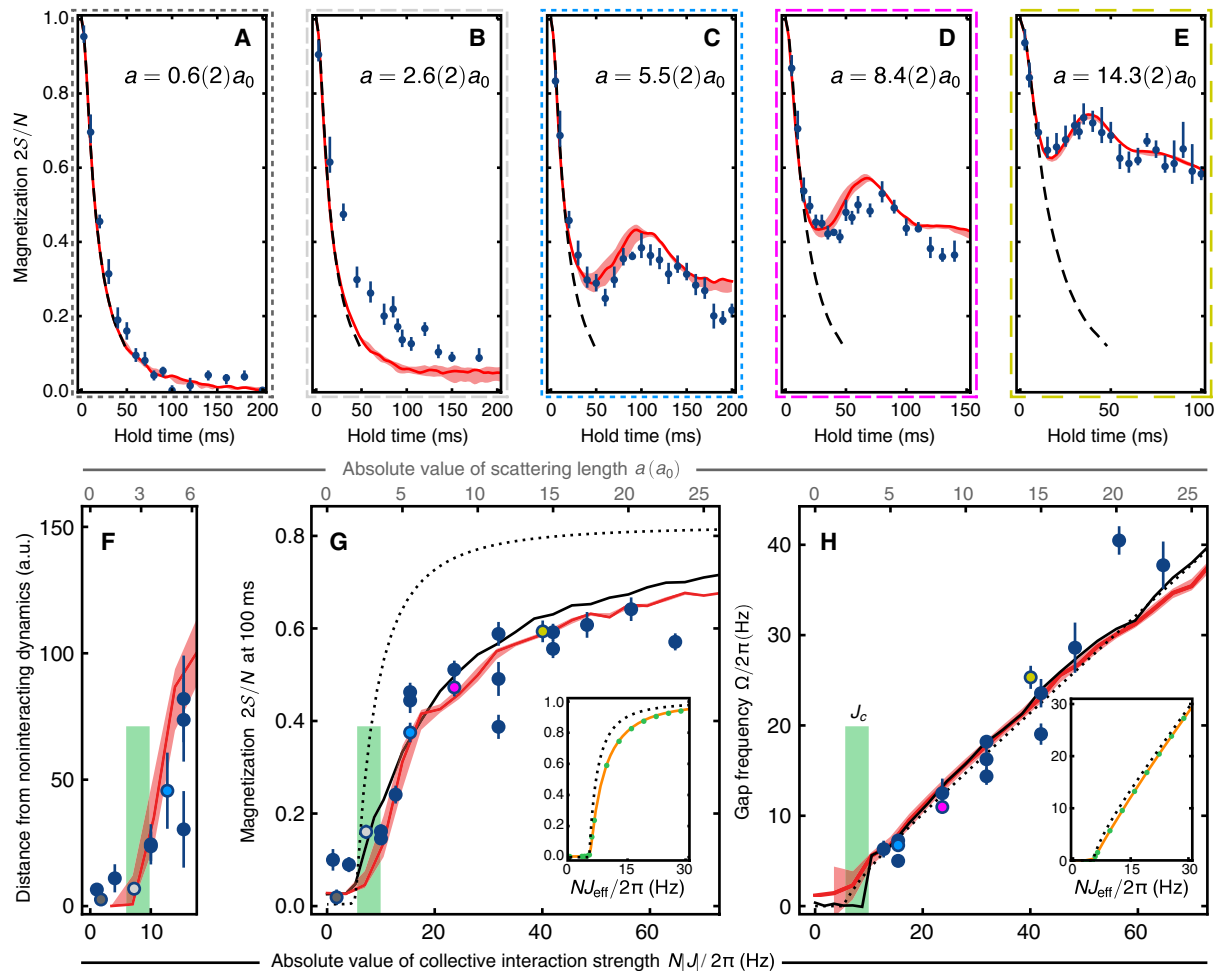 A
B
C
D
E
a = 0.6(2)a₀
a = 2.6(2)a₀
a = 5.5(2)a₀
a = 8.4(2)a₀
a = 14.3(2)a₀
Magnetization 2𝒮/N
1.0
0.8
0.6
0.4
0.2
0.0
0 50 100 150 200
0 50 100 150 200
0 50 100 150 200
0 50 100 150
0 50 100
Hold time (ms)
Hold time (ms)
Hold time (ms)
Hold time (ms)
Hold time (ms)
Absolute value of scattering length a (a₀)
0 3 6
0 5 10 15 20 25
0 5 10 15 20 25
F
Distance from noninteracting dynamics (a.u.)
150
100
50
0
0 10
G
Magnetization 2𝒮/N at 100 ms
0.8
0.6
0.4
0.2
0.0
0 20 40 60
1.0
0.8
0.6
0.4
0.2
0.0
0 15 30
NJeff/2π (Hz)
H
Jc
Gap frequency Ω/2π(Hz)
40
30
20
10
0
0 20 40 60
30
20
10
0
0 15 30
NJeff/2π (Hz)
Absolute value of collective interaction strength N|J|/2π (Hz)